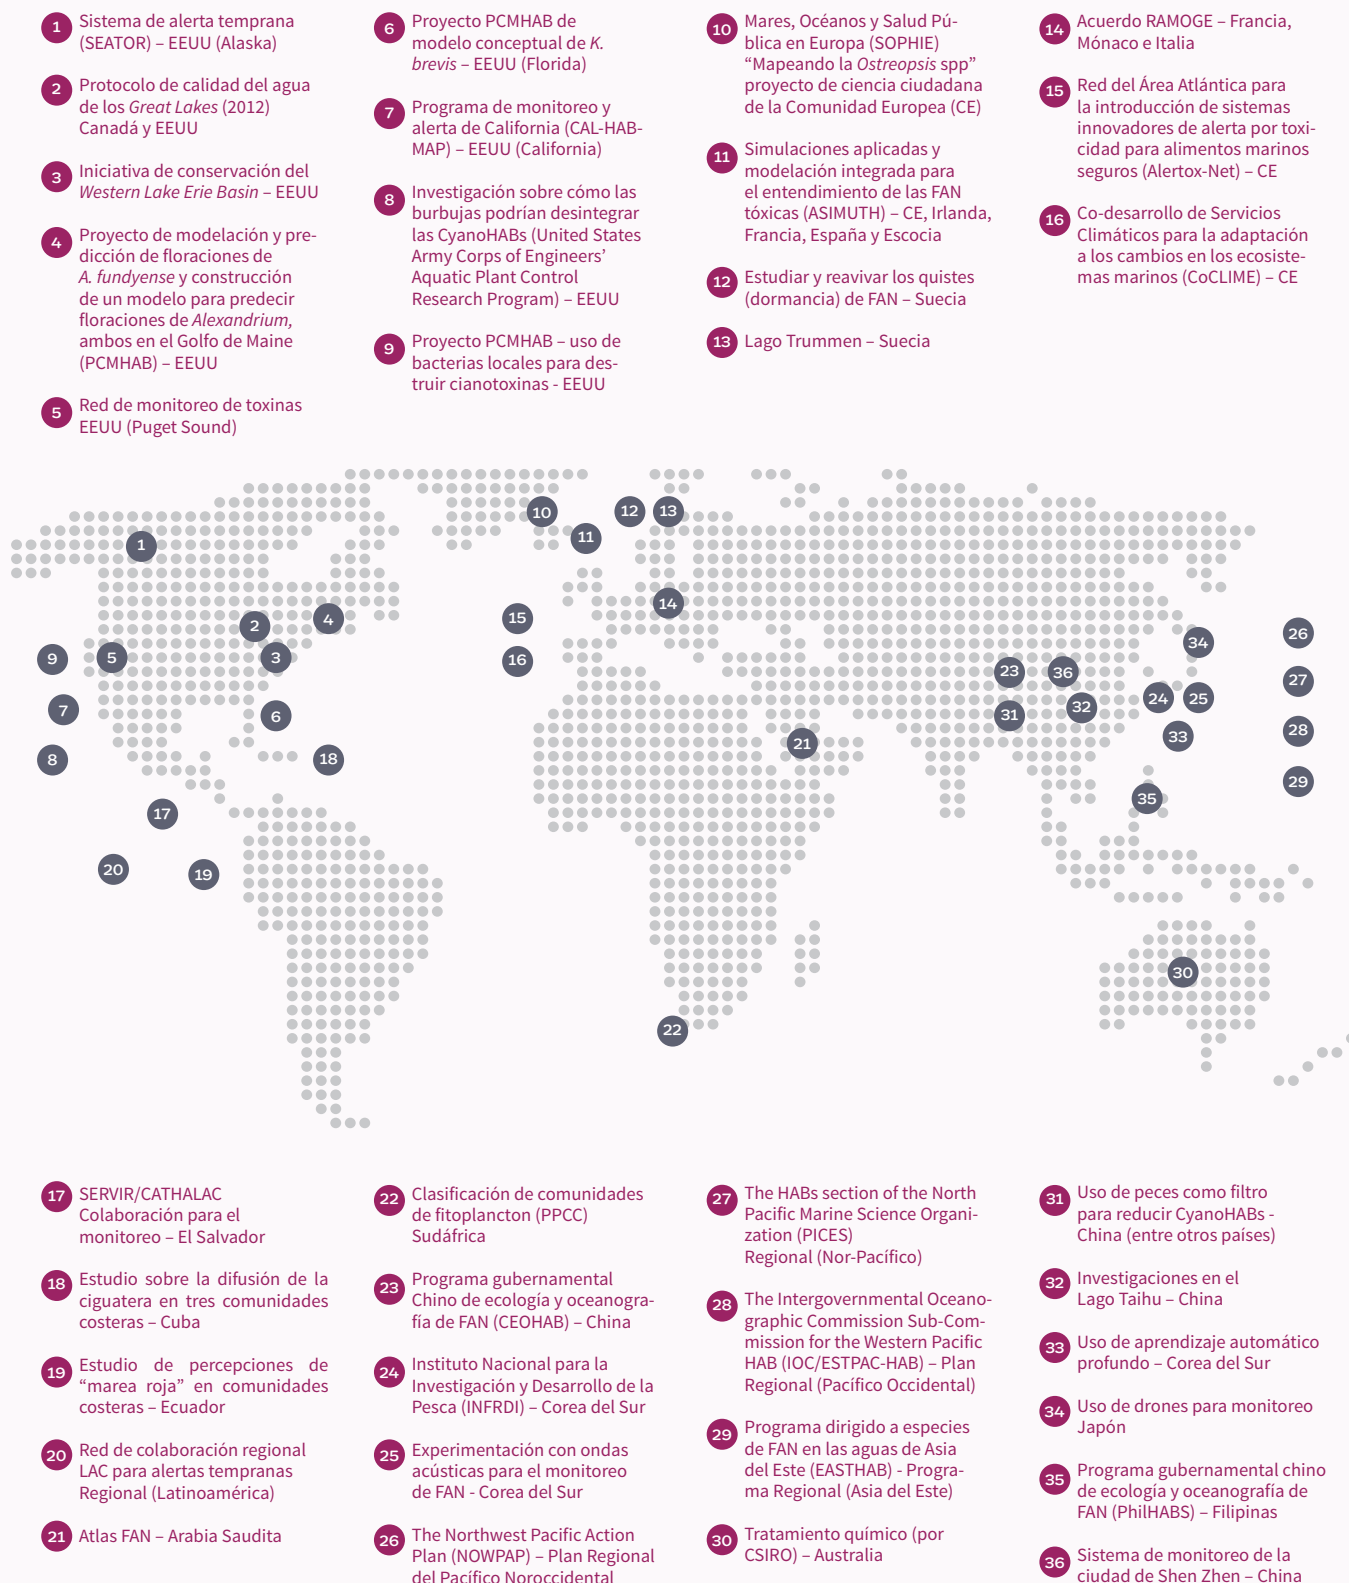 1 Sistema de alerta temprana
(SEATOR) – EEUU (Alaska)
2 Protocolo de calidad del agua
de los Great Lakes (2012)
Canadá y EEUU
3 Iniciativa de conservación del
Western Lake Erie Basin – EEUU
4 Proyecto de modelación y pre-
dicción de floraciones de
A. fundyense y construcción
de un modelo para predecir
floraciones de Alexandrium,
ambos en el Golfo de Maine
(PCMHAB) – EEUU
5 Red de monitoreo de toxinas
EEUU (Puget Sound)
6 Proyecto PCMHAB de
modelo conceptual de K.
brevis – EEUU (Florida)
7 Programa de monitoreo y
alerta de California (CAL-HAB-
MAP) – EEUU (California)
8 Investigación sobre cómo las
burbujas podrían desintegrar
las CyanoHABs (United States
Army Corps of Engineers’
Aquatic Plant Control
Research Program) – EEUU
9 Proyecto PCMHAB – uso de
bacterias locales para des-
truir cianotoxinas - EEUU
10 Mares, Océanos y Salud Pú-
blica en Europa (SOPHIE)
“Mapeando la Ostreopsis spp”
proyecto de ciencia ciudadana
de la Comunidad Europea (CE)
11 Simulaciones aplicadas y
modelación integrada para
el entendimiento de las FAN
tóxicas (ASIMUTH) – CE, Irlanda,
Francia, España y Escocia
12 Estudiar y reavivar los quistes
(dormancia) de FAN – Suecia
13 Lago Trummen – Suecia
14 Acuerdo RAMOGE – Francia,
Mónaco e Italia
15 Red del Área Atlántica para
la introducción de sistemas
innovadores de alerta por toxi-
cidad para alimentos marinos
seguros (Alertox-Net) – CE
16 Co-desarrollo de Servicios
Climáticos para la adaptación
a los cambios en los ecosiste-
mas marinos (CoCLIME) – CE
10
12
13
11
1
14
4
15
2
26
34
9
5
3
16
23
36
27
7
6
24
25
31
32
28
33
21
8
18
29
35
17
20
19
30
22
17 SERVIR/CATHALAC
Colaboración para el
monitoreo – El Salvador
18 Estudio sobre la difusión de la
ciguatera en tres comunidades
costeras – Cuba
19 Estudio de percepciones de
“marea roja” en comunidades
costeras – Ecuador
20 Red de colaboración regional
LAC para alertas tempranas
Regional (Latinoamérica)
21 Atlas FAN – Arabia Saudita
22 Clasificación de comunidades
de fitoplancton (PPCC)
Sudáfrica
23 Programa gubernamental
Chino de ecología y oceanogra-
fía de FAN (CEOHAB) – China
24 Instituto Nacional para la
Investigación y Desarrollo de la
Pesca (INFRDI) – Corea del Sur
25 Experimentación con ondas
acústicas para el monitoreo
de FAN - Corea del Sur
26 The Northwest Pacific Action
Plan (NOWPAP) – Plan Regional
del Pacífico Noroccidental
27 The HABs section of the North
Pacific Marine Science Organi-
zation (PICES)
Regional (Nor-Pacífico)
28 The Intergovernmental Oceano-
graphic Commission Sub-Com-
mission for the Western Pacific
HAB (IOC/ESTPAC-HAB) – Plan
Regional (Pacífico Occidental)
29 Programa dirigido a especies
de FAN en las aguas de Asia
del Este (EASTHAB) - Progra-
ma Regional (Asia del Este)
30 Tratamiento químico (por
CSIRO) – Australia
31 Uso de peces como filtro
para reducir CyanoHABs -
China (entre otros países)
32 Investigaciones en el
Lago Taihu – China
33 Uso de aprendizaje automático
profundo – Corea del Sur
34 Uso de drones para monitoreo
Japón
35 Programa gubernamental chino
de ecología y oceanografía de
FAN (PhilHABS) – Filipinas
36 Sistema de monitoreo de la
ciudad de Shen Zhen – China